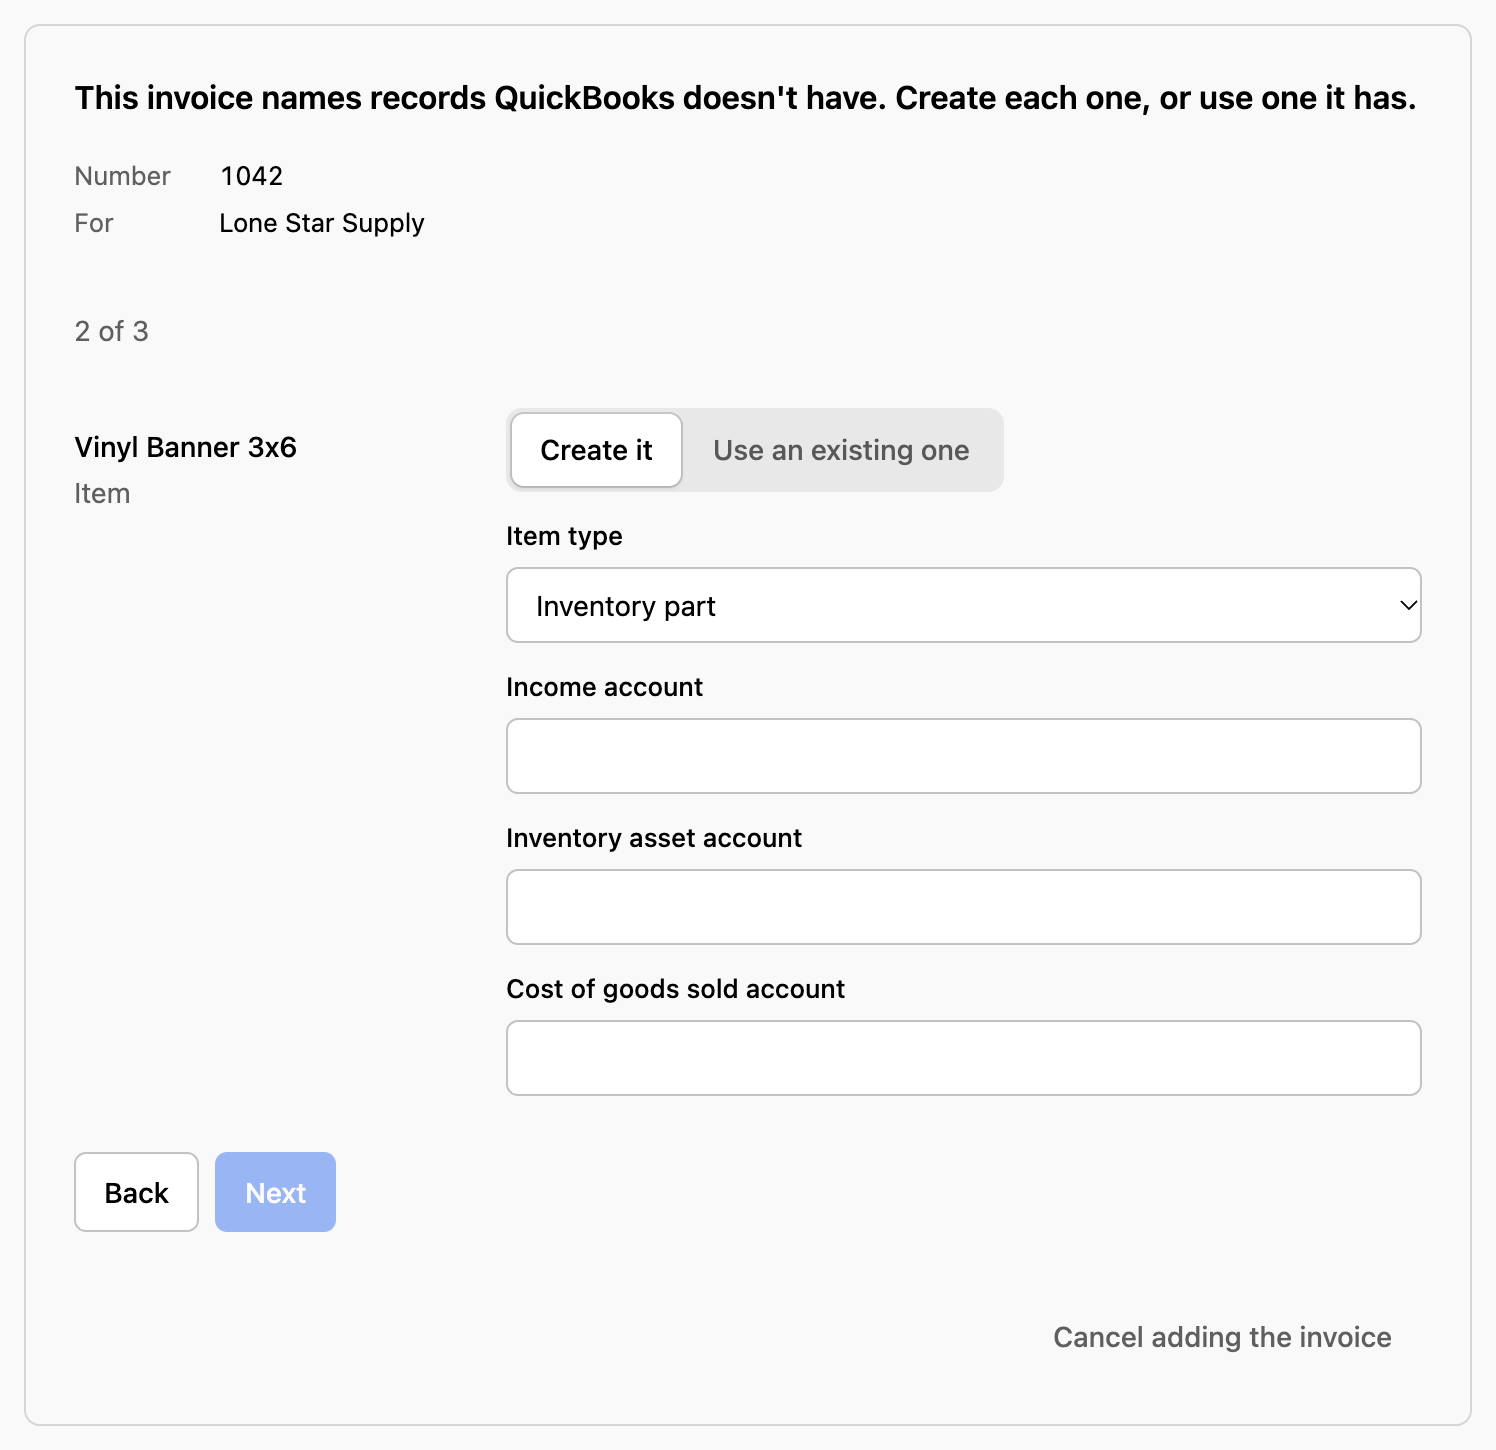 This invoice names records QuickBooks doesn't have. Create each one, or use one it has.
Number 1042
For Lone Star Supply
2 of 3
Vinyl Banner 3x6
Item
Create it Use an existing one
Item type
Inventory part
Income account
Inventory asset account
Cost of goods sold account
Back Next
Cancel adding the invoice